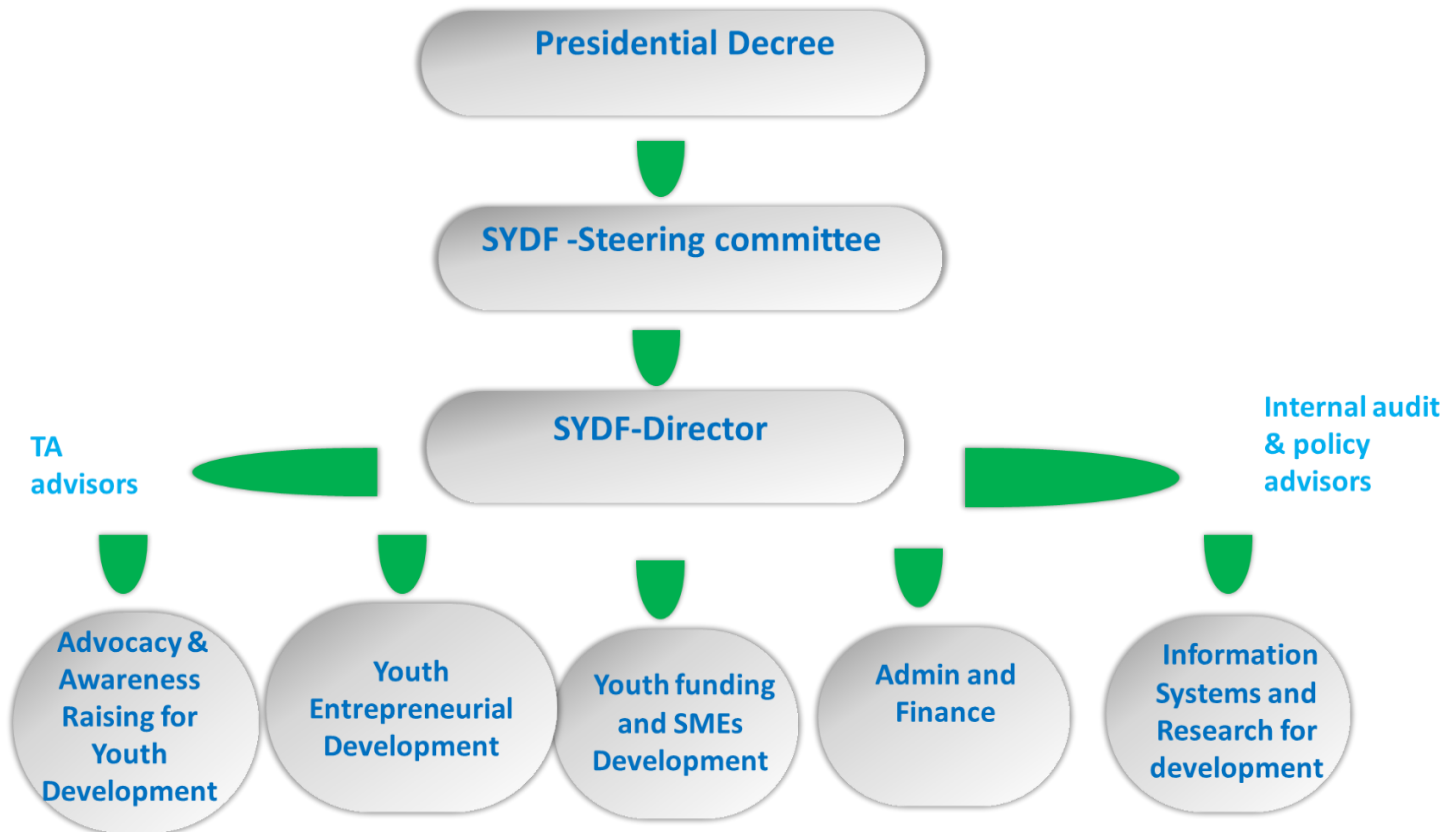 Presidential Decree
SYDF -Steering committee
SYDF-Director
TA
advisors
Internal audit
& policy
advisors
Advocacy &
Awareness
Raising for
Youth
Development
Youth
Entrepreneurial
Development
Youth funding
and SMEs
Development
Admin and
Finance
Information
Systems and
Research for
development